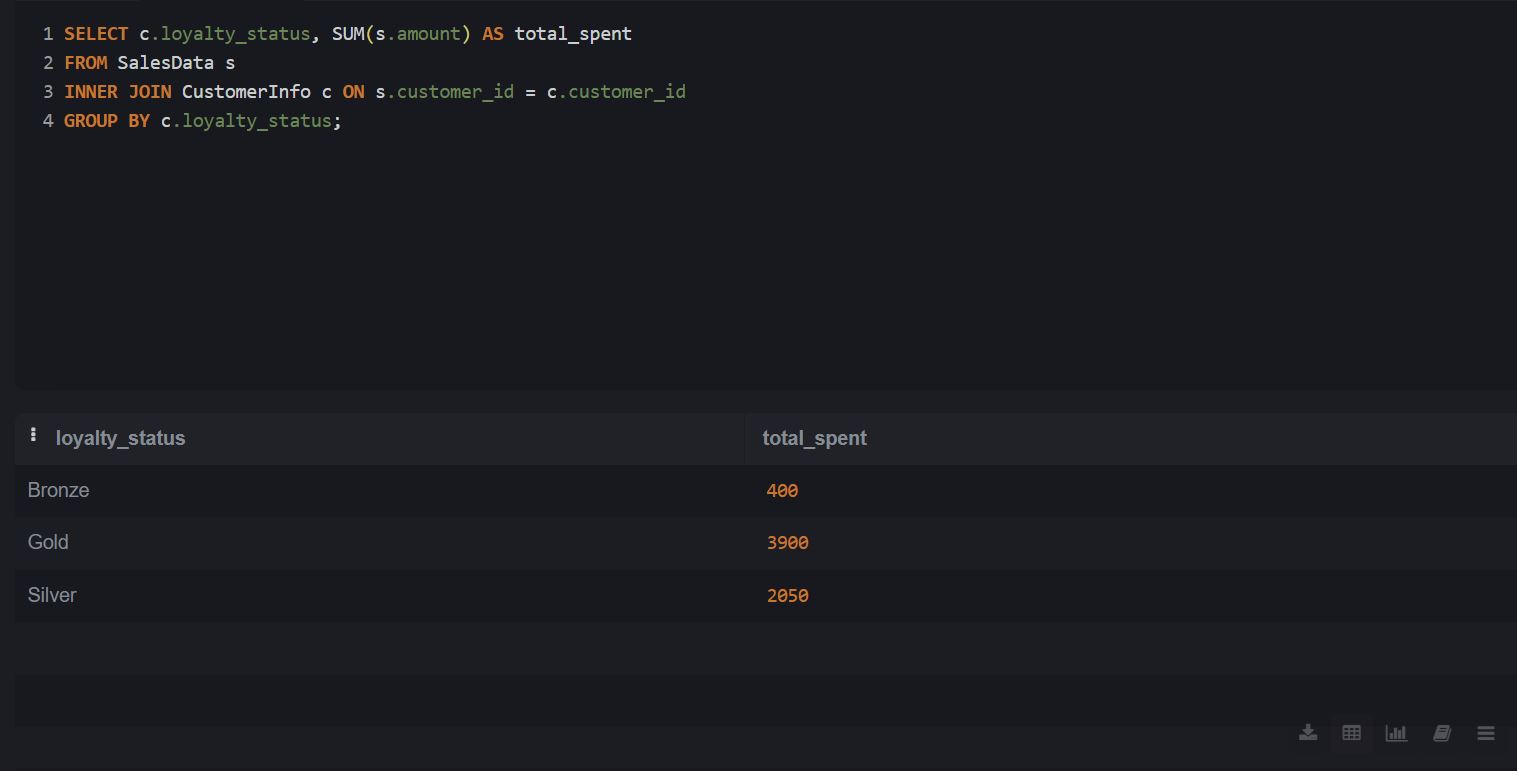 1 SELECT c.loyalty_status, SUM(s.amount) AS total_spent
2 FROM SalesData s
3 INNER JOIN CustomerInfo c ON s.customer_id = c.customer_id
4 GROUP BY c.loyalty_status;
loyalty_status total_spent
Bronze 400
Gold 3900
Silver 2050